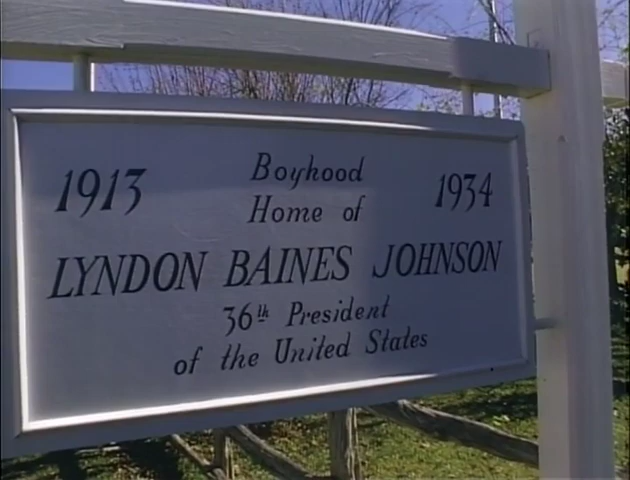 1913 Boyhood 1934
Home of
LYNDON BAINES JOHNSON
36th President
of the United States